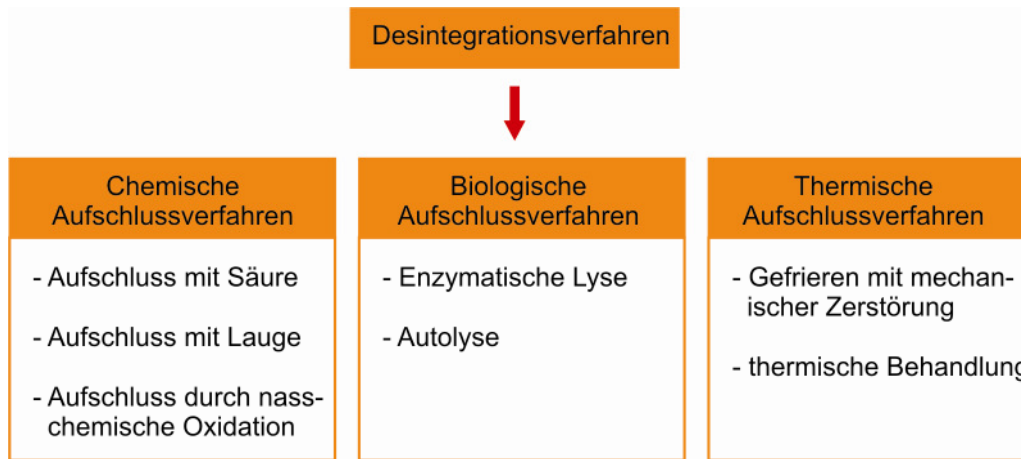 Desintegrationsverfahren
Chemische
Aufschlussverfahren
- Aufschluss mit Säure
- Aufschluss mit Lauge
- Aufschluss durch nass-
chemische Oxidation
Biologische
Aufschlussverfahren
- Enzymatische Lyse
- Autolyse
Thermische
Aufschlussverfahren
- Gefrieren mit mechan-
ischer Zerstörung
- thermische Behandlung